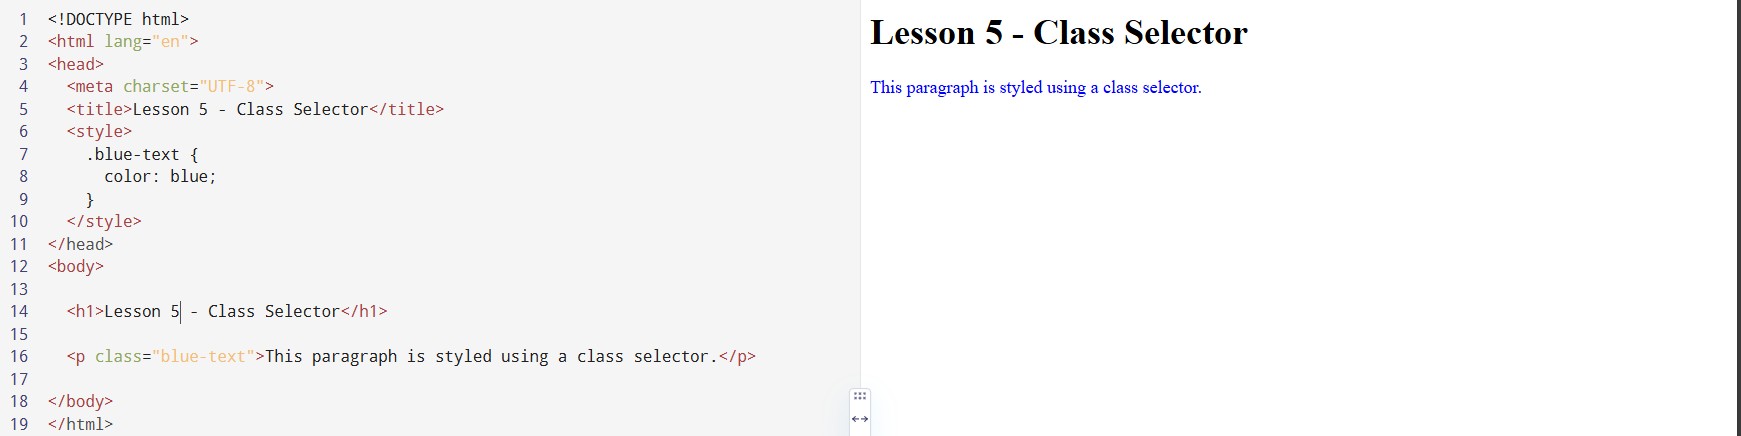 1 <!DOCTYPE html>
2 <html lang="en">
3 <head>
4   <meta charset="UTF-8">
5   <title>Lesson 5 - Class Selector</title>
6   <style>
7     .blue-text {
8       color: blue;
9     }
10   </style>
11 </head>
12 <body>
13
14   <h1>Lesson 5 - Class Selector</h1>
15
16   <p class="blue-text">This paragraph is styled using a class selector.</p>
17
18 </body>
19 </html>
Lesson 5 - Class Selector
This paragraph is styled using a class selector.